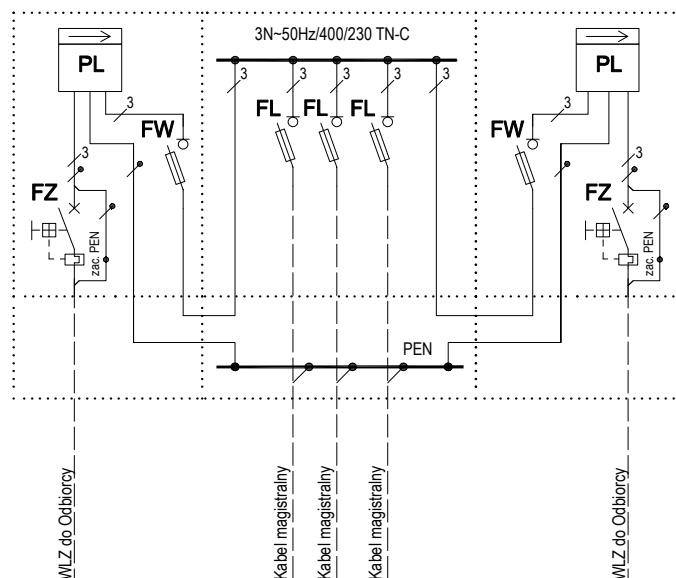 3N~50Hz/400/230 TN-C
PL
PL
3
3
3
3
3
3
3
FW
FL
FL
FL
FW
3
3
FZ
FZ
zac. PEN
zac. PEN
PEN
WLZ do Odbiorcy
Kabel magistralny
Kabel magistralny
Kabel magistralny
WLZ do Odbiorcy